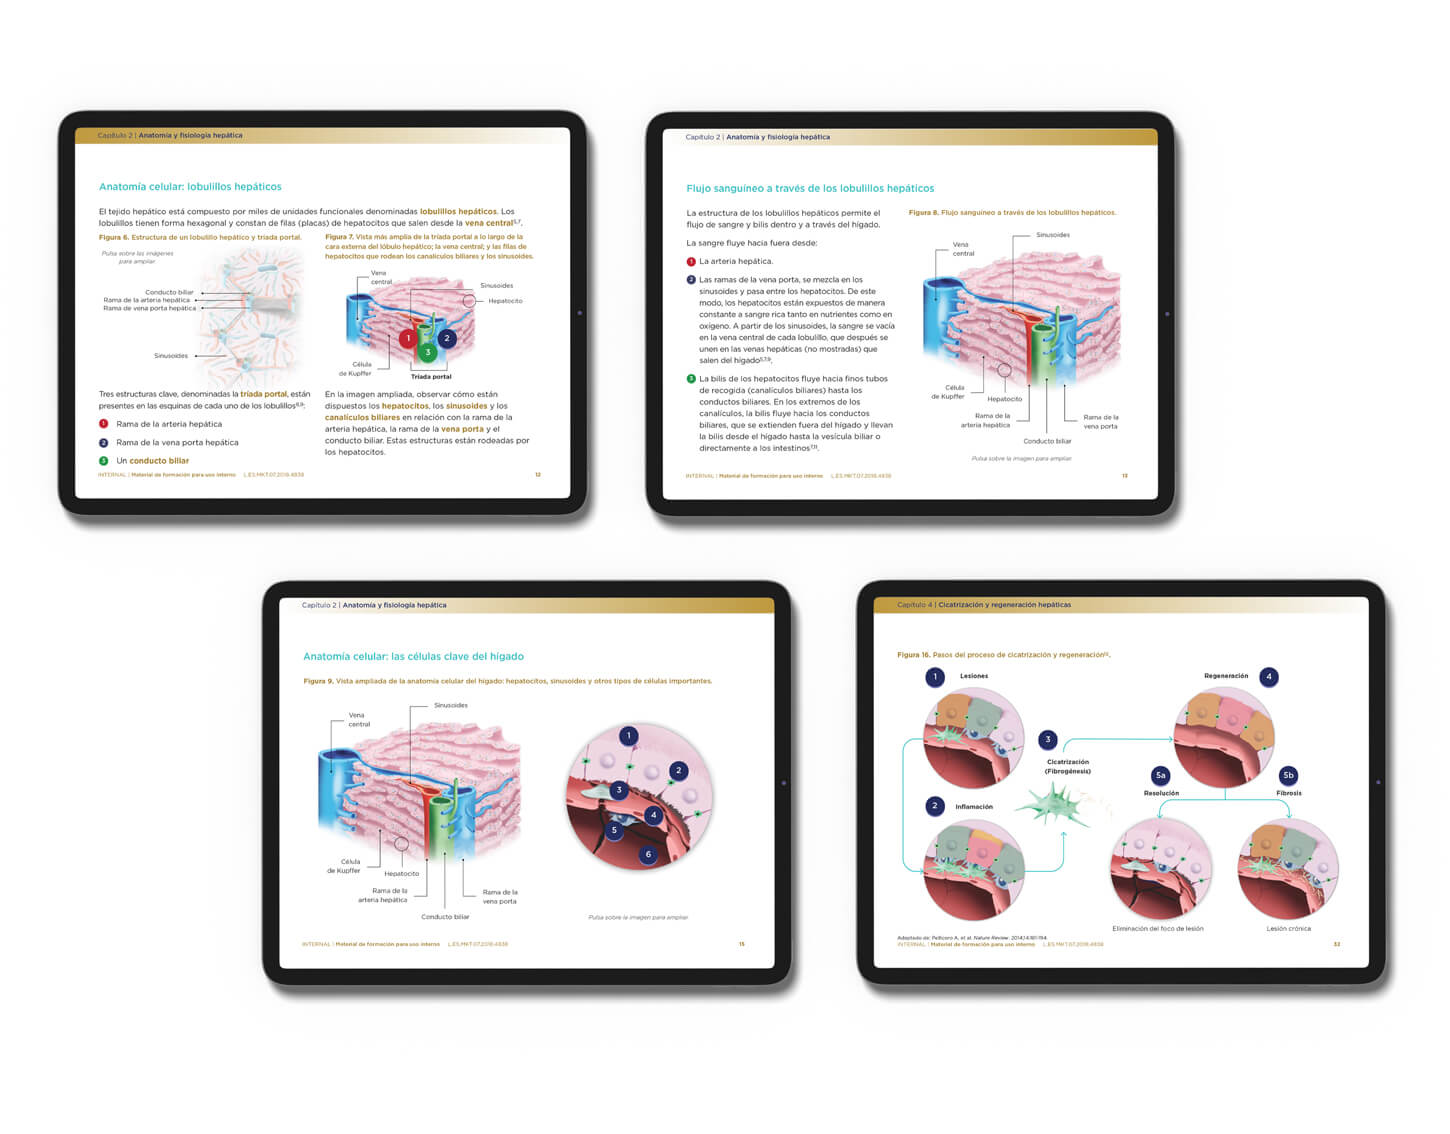 Capítulo 2 | Anatomía y fisiología hepática
Anatomía celular: lobulillos hepáticos
El tejido hepático está compuesto por miles de unidades funcionales denominadas lobulillos hepáticos. Los
lobulillos tienen forma hexagonal y constan de filas (placas) de hepatocitos que salen desde la vena central5,7.
Figura 6. Estructura de un lobulillo hepático y tríada portal.
Pulsa sobre las imágenes
para ampliar.
Conducto biliar
Rama de la arteria hepática
Rama de vena porta hepática
Sinusoides
Tres estructuras clave, denominadas la tríada portal, están
presentes en las esquinas de cada uno de los lobulillos8,9:
1 Rama de la arteria hepática
2 Rama de la vena porta hepática
3 Un conducto biliar
Figura 7. Vista más amplia de la tríada portal a lo largo de la
cara externa del lóbulo hepático; la vena central; y las filas de
hepatocitos que rodean los canalículos biliares y los sinusoides.
Vena
central
Sinusoides
Hepatocito
1
2
3
Célula
de Kupffer
Tríada portal
En la imagen ampliada, observar cómo están
dispuestos los hepatocitos, los sinusoides y los
canalículos biliares en relación con la rama de la
arteria hepática, la rama de la vena porta y el
conducto biliar. Estas estructuras están rodeadas por
los hepatocitos.
INTERNAL | Material de formación para uso interno L.ES.MKT.07.2018.4838
12
Capítulo 2 | Anatomía y fisiología hepática
Flujo sanguíneo a través de los lobulillos hepáticos
La estructura de los lobulillos hepáticos permite el
flujo de sangre y bilis dentro y a través del hígado.
La sangre fluye hacia fuera desde:
1 La arteria hepática.
2 Las ramas de la vena porta, se mezcla en los
sinusoides y pasa entre los hepatocitos. De este
modo, los hepatocitos están expuestos de manera
constante a sangre rica tanto en nutrientes como en
oxígeno. A partir de los sinusoides, la sangre se vacía
en la vena central de cada lobulillo, que después se
unen en las venas hepáticas (no mostradas) que
salen del hígado5,7,9.
3 La bilis de los hepatocitos fluye hacia finos tubos
de recogida (canalículos biliares) hasta los
conductos biliares. En los extremos de los
canalículos, la bilis fluye hacia los conductos
biliares, que se extienden fuera del hígado y llevan
la bilis desde el hígado hasta la vesícula biliar o
directamente a los intestinos7,11.
Figura 8. Flujo sanguíneo a través de los lobulillos hepáticos.
Sinusoides
Vena
central
Célula
de Kupffer
Hepatocito
Rama de la
arteria hepática
Rama de la
vena porta
Conducto biliar
Pulsa sobre la imagen para ampliar.
INTERNAL | Material de formación para uso interno L.ES.MKT.07.2018.4838
13
Capítulo 2 | Anatomía y fisiología hepática
Anatomía celular: las células clave del hígado
Figura 9. Vista ampliada de la anatomía celular del hígado: hepatocitos, sinusoides y otros tipos de células importantes.
Sinusoides
Vena
central
Célula
de Kupffer
Hepatocito
Rama de la
arteria hepática
Rama de la
vena porta
Conducto biliar
1
2
3
4
5
6
Pulsa sobre la imagen para ampliar.
INTERNAL | Material de formación para uso interno L.ES.MKT.07.2018.4838
15
Capítulo 4 | Cicatrización y regeneración hepáticas
Figura 16. Pasos del proceso de cicatrización y regeneración13.
1 Lesiones
Regeneración 4
3
Cicatrización
(Fibrogénesis)
5a
Resolución
5b
Fibrosis
2 Inflamación
Eliminación del foco de lesión
Lesión crónica
Adaptado de: Pellicoro A, et al. Nature Review. 2014;14:181-194.
INTERNAL | Material de formación para uso interno L.ES.MKT.07.2018.4838
32